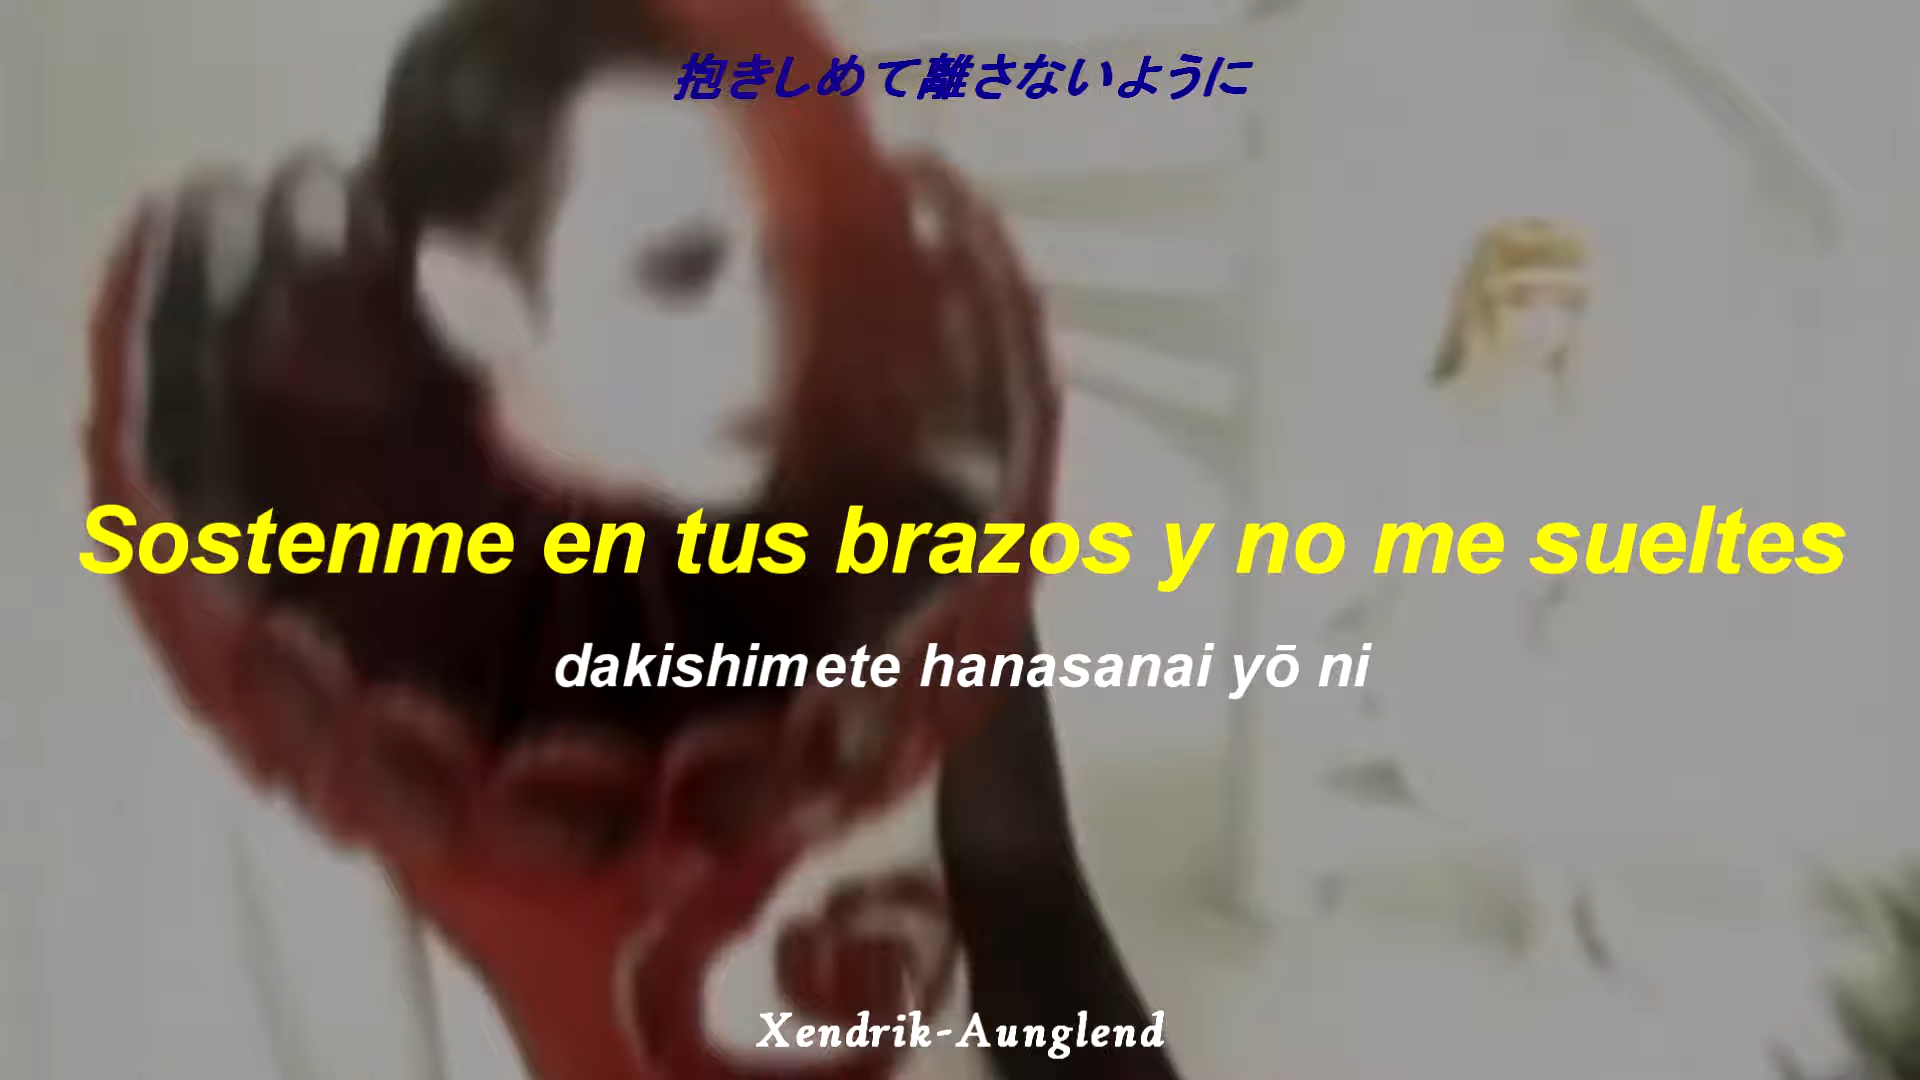 抱きしめて離さないように
Sostenme en tus brazos y no me sueltes
dakishimete hanasanai yō ni
Xendrik-Aunglend